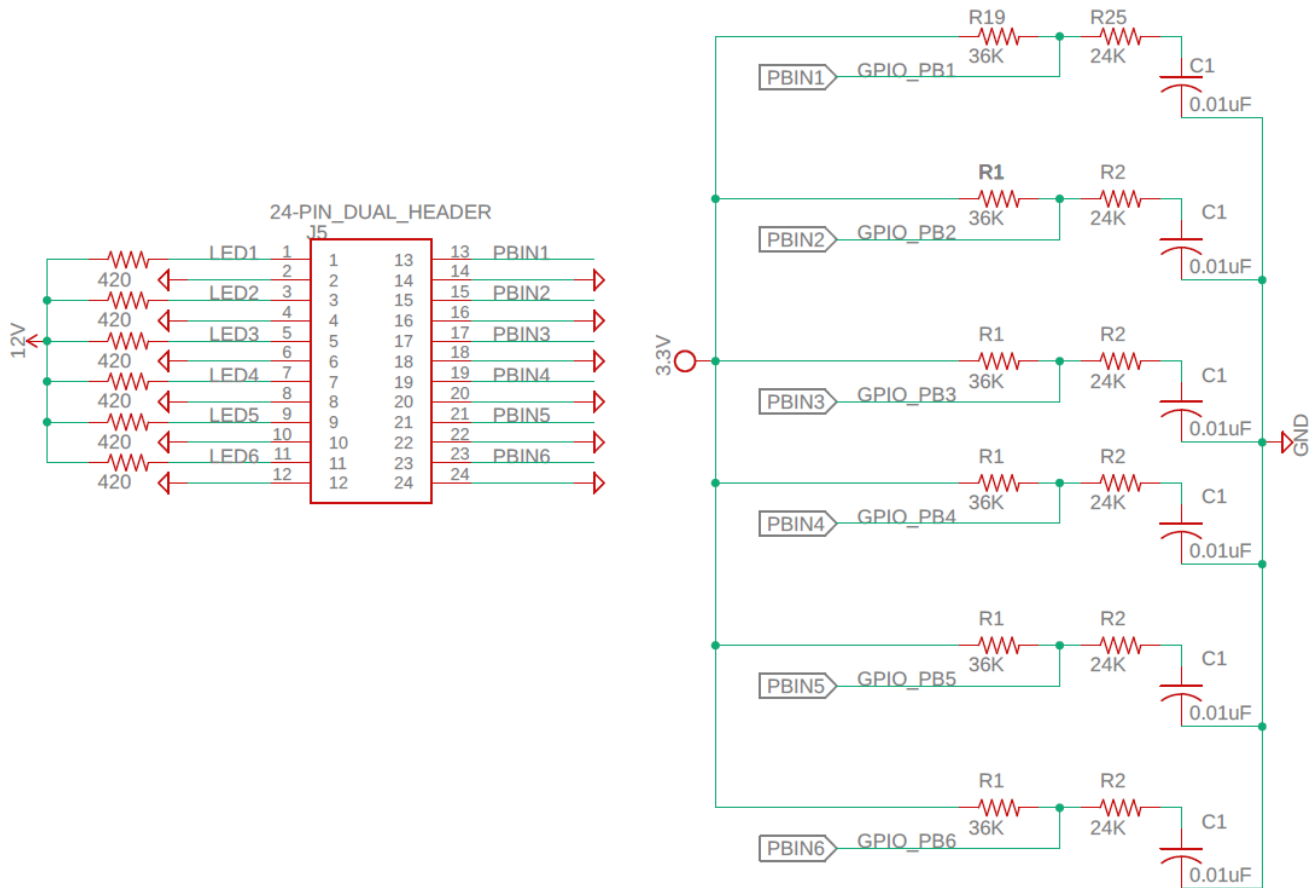 24-PIN_DUAL_HEADER
J5
12V
LED1 1 1 13 13 PBIN1
420 2 2 14 14
LED2 3 3 15 15 PBIN2
420 4 4 16 16
LED3 5 5 17 17 PBIN3
420 6 6 18 18
LED4 7 7 19 19 PBIN4
420 8 8 20 20
LED5 9 9 21 21 PBIN5
420 10 10 22 22
LED6 11 11 23 23 PBIN6
420 12 12 24 24
3.3V
R19 R25
36K 24K
C1
PBIN1 GPIO_PB1
0.01uF
R1 R2
36K 24K
C1
PBIN2 GPIO_PB2
0.01uF
R1 R2
36K 24K
C1
PBIN3 GPIO_PB3
0.01uF
GND
R1 R2
36K 24K
C1
PBIN4 GPIO_PB4
0.01uF
R1 R2
36K 24K
C1
PBIN5 GPIO_PB5
0.01uF
R1 R2
36K 24K
C1
PBIN6 GPIO_PB6
0.01uF